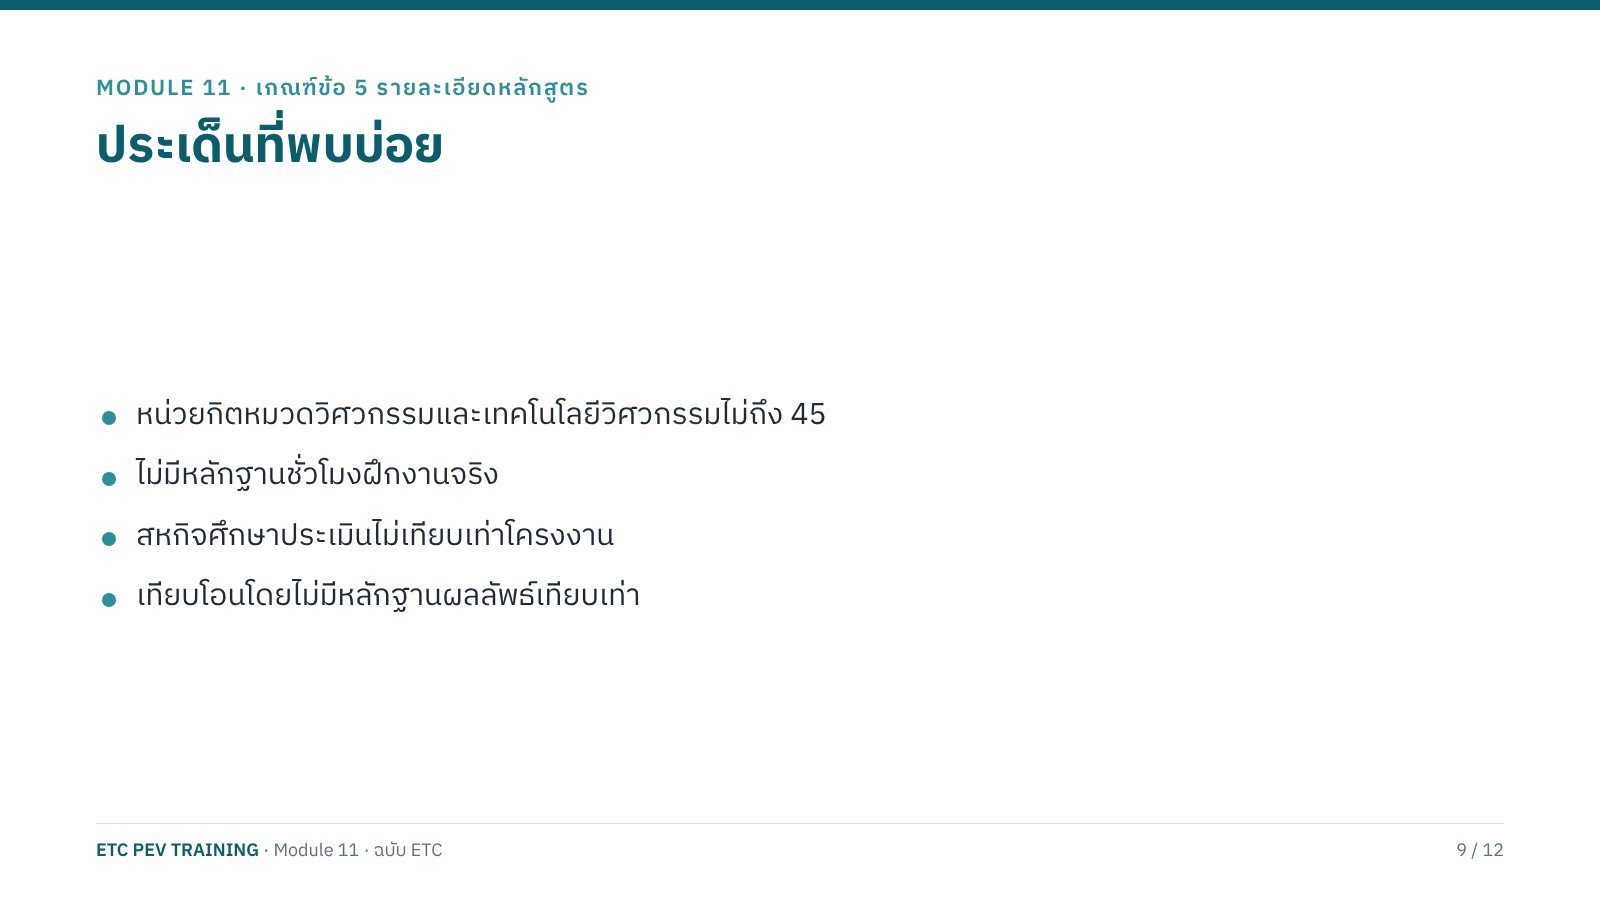 MODULE 11 · เกณฑ์ข้อ 5 รายละเอียดหลักสูตร
ประเด็นที่พบบ่อย
หน่วยกิตหมวดวิศวกรรมและเทคโนโลยีวิศวกรรมไม่ถึง 45
ไม่มีหลักฐานชั่วโมงฝึกงานจริง
สหกิจศึกษาประเมินไม่เทียบเท่าโครงงาน
เทียบโอนโดยไม่มีหลักฐานผลลัพธ์เทียบเท่า
ETC PEV TRAINING · Module 11 · ฉบับ ETC
9 / 12